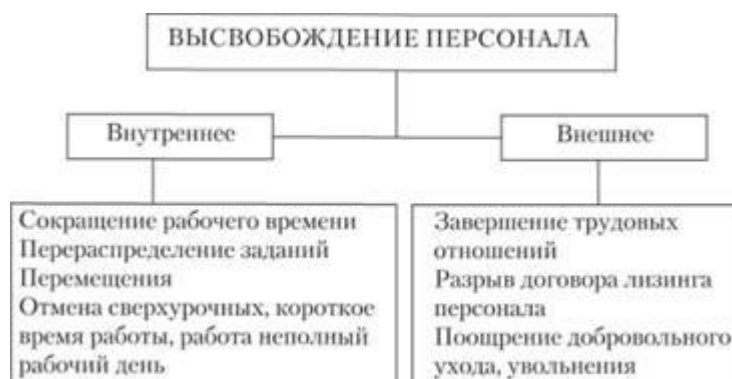 ВЫСВОБОЖДЕНИЕ ПЕРСОНАЛА
Внутреннее
Внешнее
Сокращение рабочего времени
Перераспределение заданий
Перемещения
Отмена сверхурочных, короткое
время работы, работа неполный
рабочий день
Завершение трудовых
отношений
Разрыв договора лизинга
персонала
Поощрение добровольного
ухода, увольнения